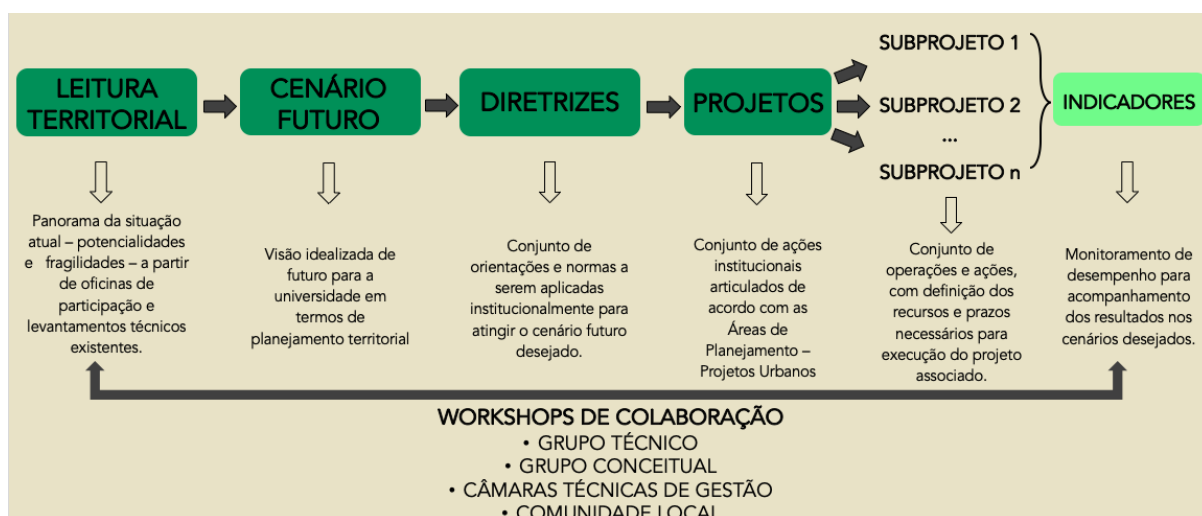 LEITURA
TERRITORIAL
CENÁRIO
FUTURO
DIRETRIZES
PROJETOS
SUBPROJETO 1
SUBPROJETO 2
...
SUBPROJETO n
INDICADORES
Panorama da situação
atual – potencialidades
e fragilidades – a partir
de oficinas de
participação e
levantamentos técnicos
existentes.
Visão idealizada de
futuro para a
universidade em
termos de
planejamento territorial
Conjunto de
orientações e normas a
serem aplicadas
institucionalmente para
atingir o cenário futuro
desejado.
Conjunto de ações
institucionais
articulados de
acordo com as
Áreas de
Planejamento –
Projetos Urbanos
Conjunto de
operações e ações,
com definição dos
recursos e prazos
necessários para
execução do projeto
associado.
Monitoramento de
desempenho para
acompanhamento
dos resultados nos
cenários desejados.
WORKSHOPS DE COLABORAÇÃO
• GRUPO TÉCNICO
• GRUPO CONCEITUAL
• CÂMARAS TÉCNICAS DE GESTÃO
• COMUNIDADE LOCAL